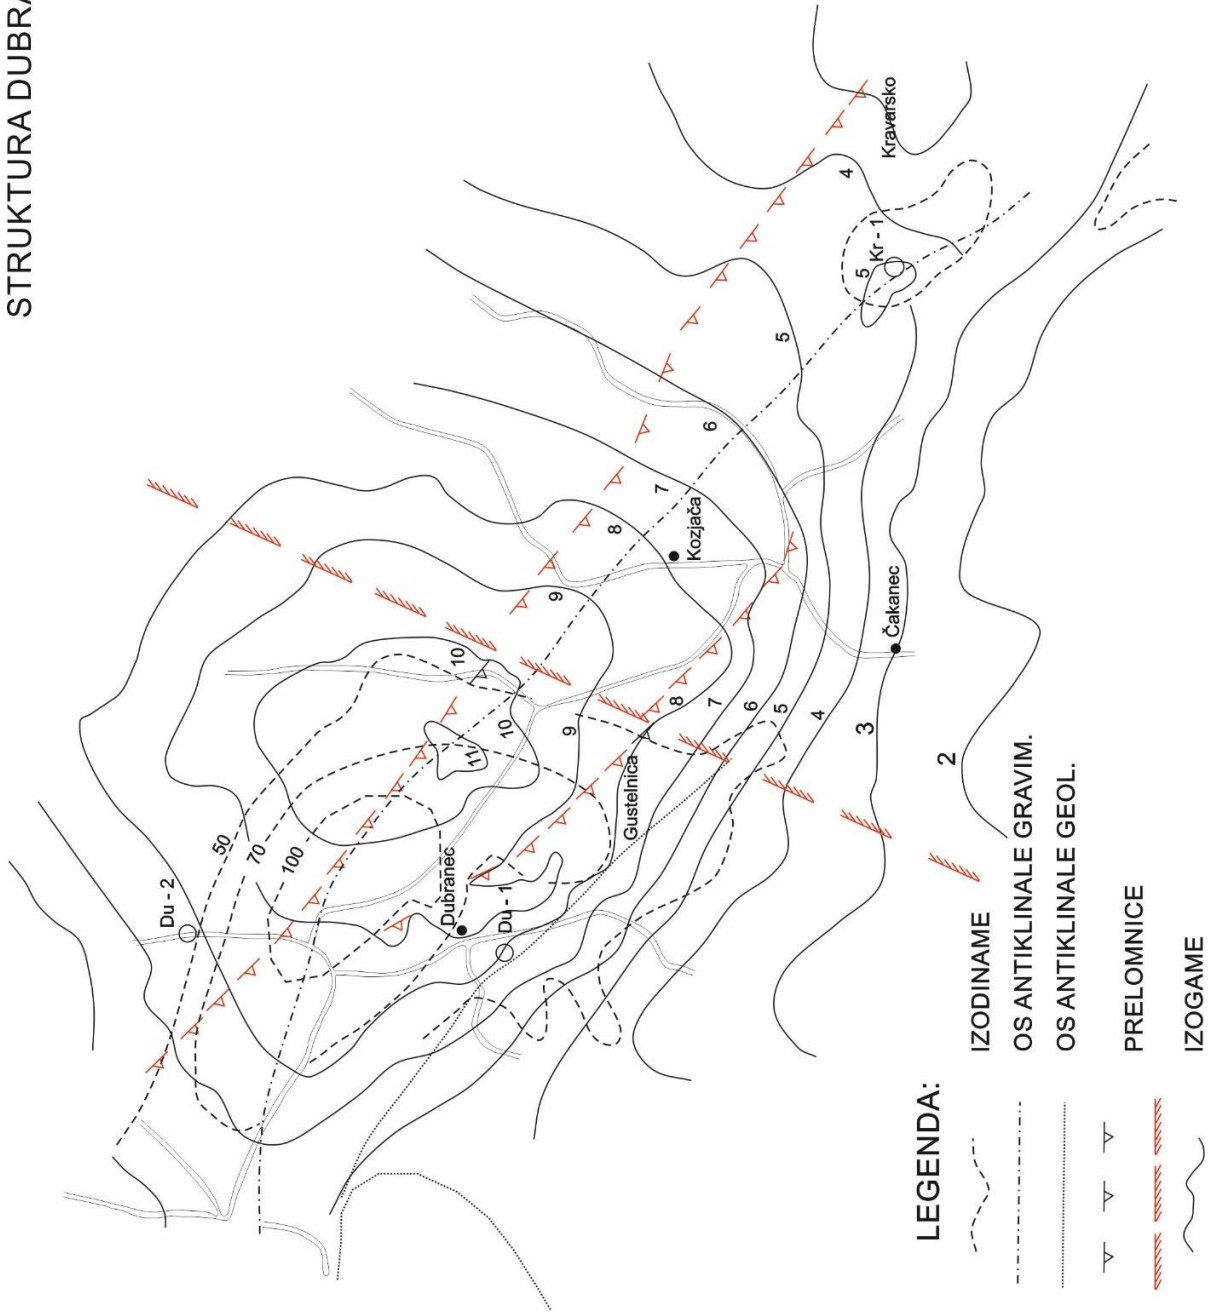 STRUKTURA DUBRA
Du - 2
50
70
100
Dubranec
10
11
Du - 1
10
9
9
8
Gustelnica
7
8
Kozjača
6
7
6
5
5
4
4
5
3
Kr - 1
Kravarsko
Čakanec
2
LEGENDA:
IZODINAME
OS ANTIKLINALE GRAVIM.
OS ANTIKLINALE GEOL.
PRELOMNICE
IZOGAME